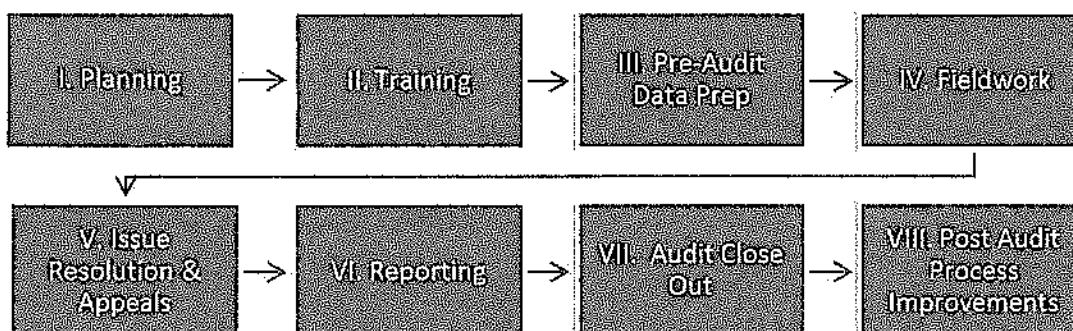 I. Planning
II. Training
III. Pre-Audit
Data Prep
IV. Fieldwork
V. Issue
Resolution &
Appeals
VI. Reporting
VII. Audit Close
Out
VIII. Post Audit
Process
Improvements